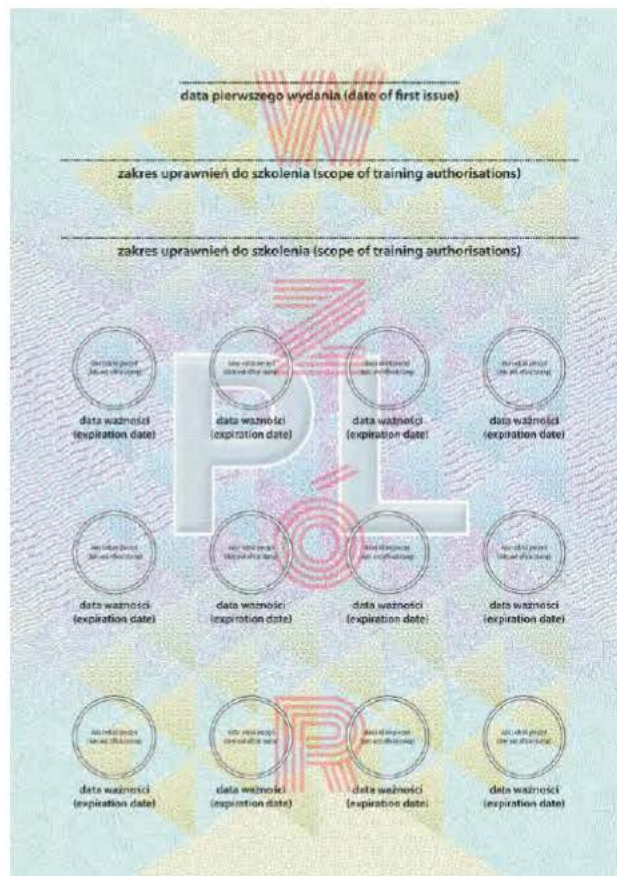 data pierwszego wydania (date of first issue)
zakres uprawnień do szkolenia (scope of training authorisations)
zakres uprawnień do szkolenia (scope of training authorisations)
WZÓR
PL
data ważności data ważności data ważności data ważności
(expiration date) (expiration date) (expiration date) (expiration date)
data ważności data ważności data ważności data ważności
(expiration date) (expiration date) (expiration date) (expiration date)
data ważności data ważności data ważności data ważności
(expiration date) (expiration date) (expiration date) (expiration date)